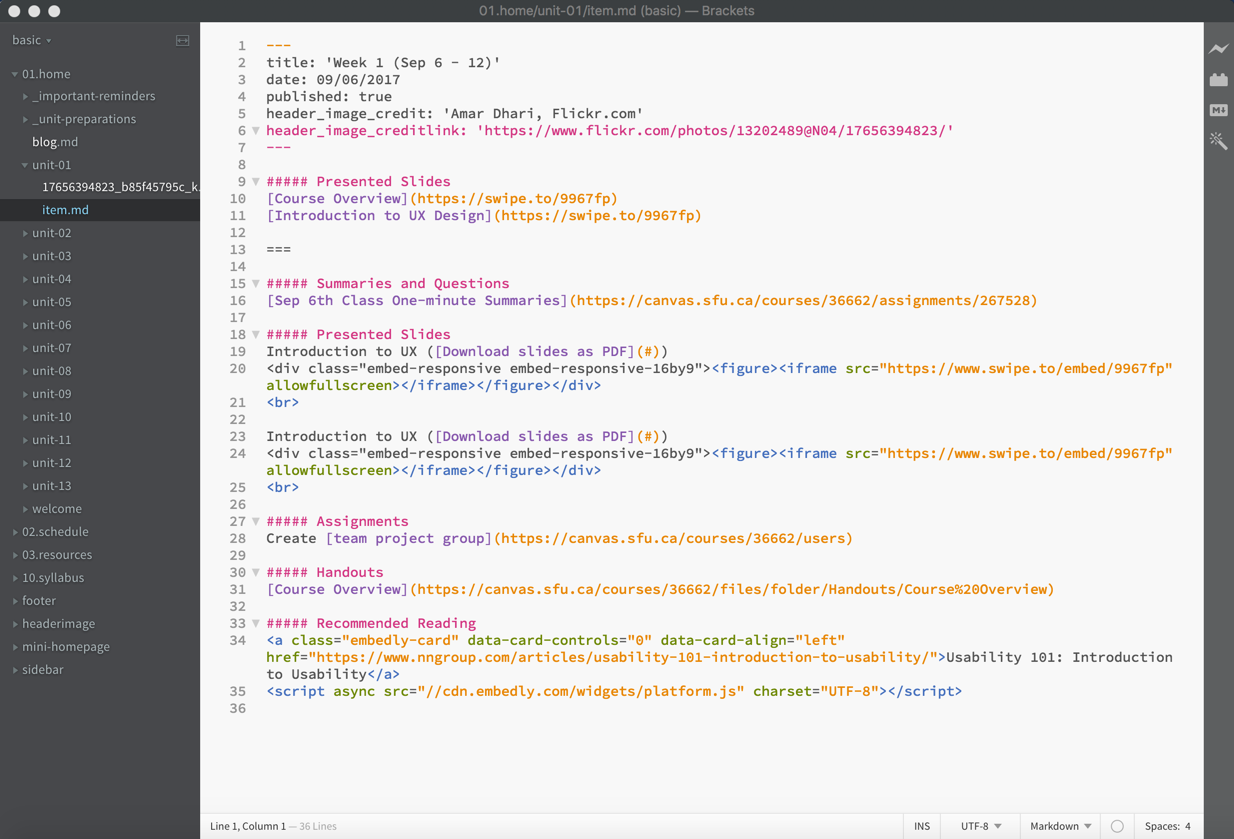 01.home/unit-01/item.md (basic) — Brackets
basic
01.home
_important-reminders
_unit-preparations
blog.md
unit-01
17656394823_b85f45795c_k.
item.md
unit-02
unit-03
unit-04
unit-05
unit-06
unit-07
unit-08
unit-09
unit-10
unit-11
unit-12
unit-13
welcome
02.schedule
03.resources
10.syllabus
footer
headerimage
mini-homepage
sidebar
1 ---
2 title: 'Week 1 (Sep 6 - 12)'
3 date: 09/06/2017
4 published: true
5 header_image_credit: 'Amar Dhari, Flickr.com'
6 header_image_creditlink: 'https://www.flickr.com/photos/13202489@N04/17656394823/'
7 ---
8
9 ##### Presented Slides
10 [Course Overview](https://swipe.to/9967fp)
11 [Introduction to UX Design](https://swipe.to/9967fp)
12
13 ===
14
15 ##### Summaries and Questions
16 [Sep 6th Class One-minute Summaries](https://canvas.sfu.ca/courses/36662/assignments/267528)
17
18 ##### Presented Slides
19 Introduction to UX ([Download slides as PDF](#))
20 <div class="embed-responsive embed-responsive-16by9"><figure><iframe src="https://www.swipe.to/embed/9967fp"
allowfullscreen></iframe></figure></div>
21 <br>
22
23 Introduction to UX ([Download slides as PDF](#))
24 <div class="embed-responsive embed-responsive-16by9"><figure><iframe src="https://www.swipe.to/embed/9967fp"
allowfullscreen></iframe></figure></div>
25 <br>
26
27 ##### Assignments
28 Create [team project group](https://canvas.sfu.ca/courses/36662/users)
29
30 ##### Handouts
31 [Course Overview](https://canvas.sfu.ca/courses/36662/files/folder/Handouts/Course%20Overview)
32
33 ##### Recommended Reading
34 <a class="embedly-card" data-card-controls="0" data-card-align="left"
href="https://www.nngroup.com/articles/usability-101-introduction-to-usability/">Usability 101: Introduction
to Usability</a>
35 <script async src="//cdn.embedly.com/widgets/platform.js" charset="UTF-8"></script>
36
M↓
Line 1, Column 1 — 36 Lines
INS
UTF-8
Markdown
Spaces: 4